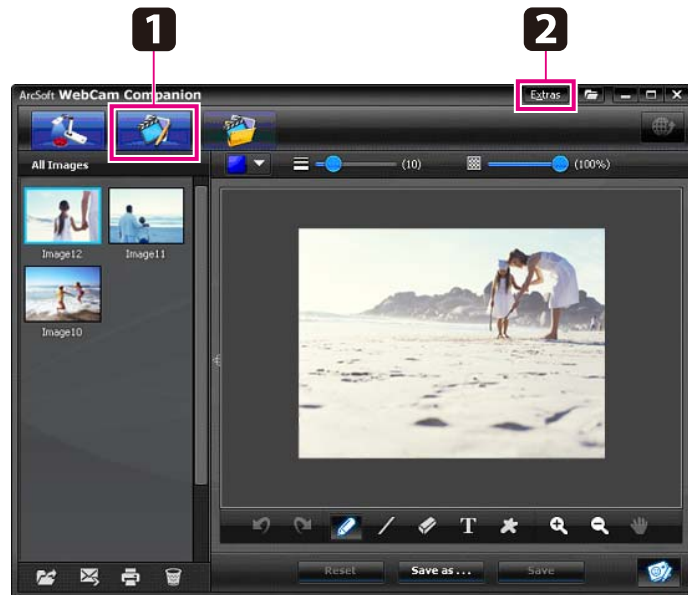 1
2
ArcSoft WebCam Companion
Extras
All Images
(10)
(100%)
Image12
Image11
Image10
T
Reset
Save as ...
Save